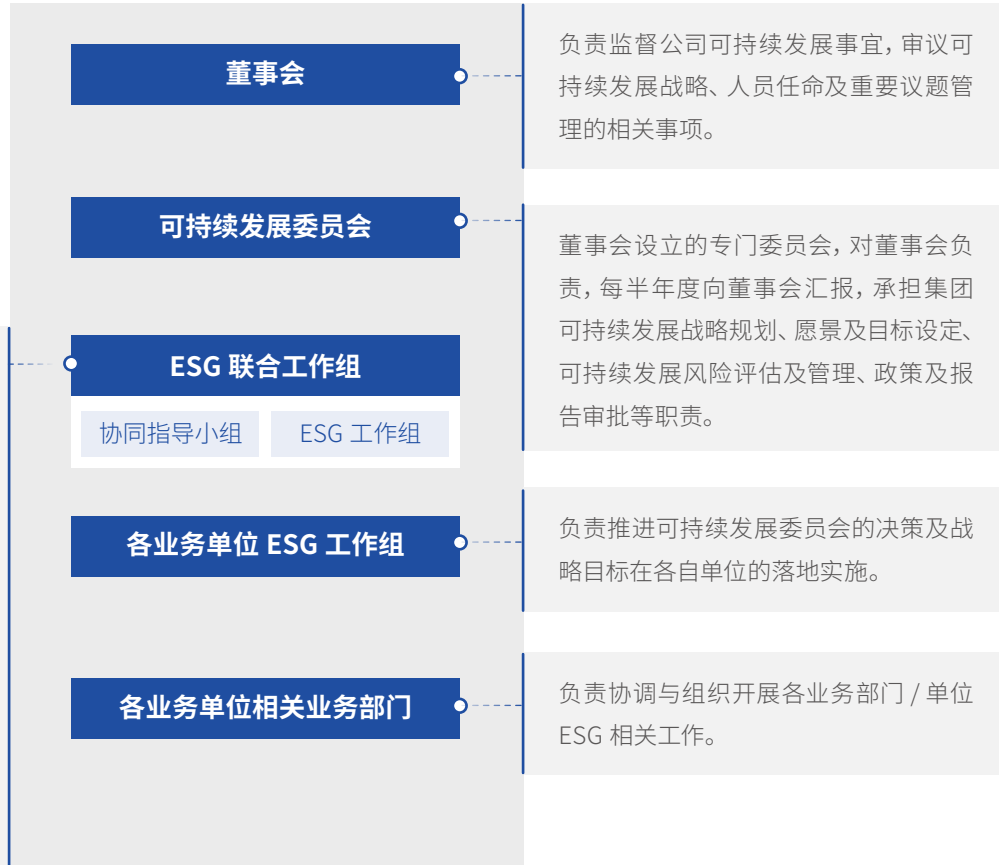 董事会
负责监督公司可持续发展事宜，审议可
持续发展战略、人员任命及重要议题管
理的相关事项。
可持续发展委员会
董事会设立的专门委员会，对董事会负
责，每半年度向董事会汇报，承担集团
可持续发展战略规划、愿景及目标设定、
可持续发展风险评估及管理、政策及报
告审批等职责。
ESG 联合工作组
协同指导小组
ESG 工作组
各业务单位 ESG 工作组
负责推进可持续发展委员会的决策及战
略目标在各自单位的落地实施。
各业务单位相关业务部门
负责协调与组织开展各业务部门 / 单位
ESG 相关工作。